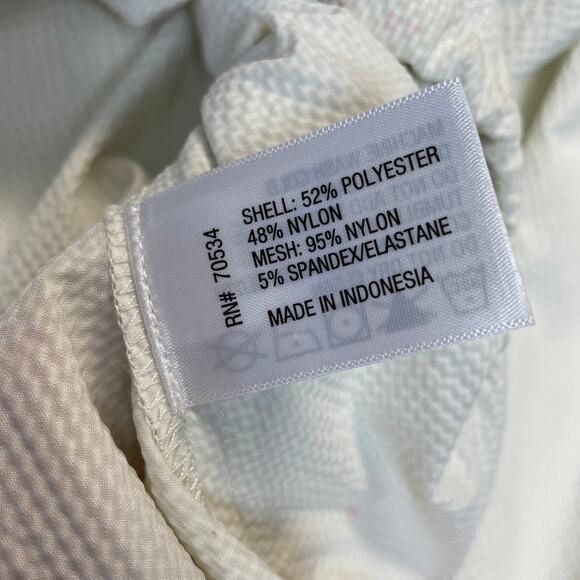 RN# 70534
SHELL: 52% POLYESTER
48% NYLON
MESH: 95% NYLON
5% SPANDEX/ELASTANE
MADE IN INDONESIA